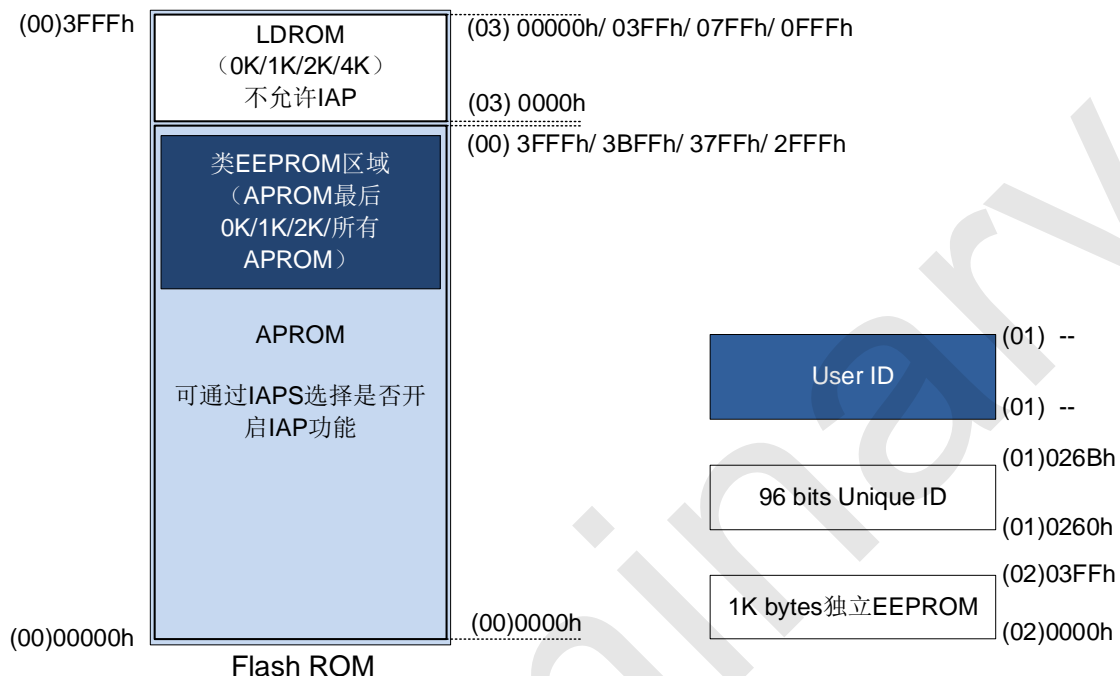 (00)3FFFh
LDROM
（0K/1K/2K/4K）
不允许IAP
(03) 00000h/ 03FFh/ 07FFh/ 0FFFh
(03) 0000h
(00) 3FFFh/ 3BFFh/ 37FFh/ 2FFFh
类EEPROM区域
（APROM最后
0K/1K/2K/所有
APROM）
APROM
可通过IAPS选择是否开
启IAP功能
(00)00000h
(00)0000h
Flash ROM
User ID
(01) --
(01) --
96 bits Unique ID
(01)026Bh
(01)0260h
1K bytes独立EEPROM
(02)03FFh
(02)0000h
minary